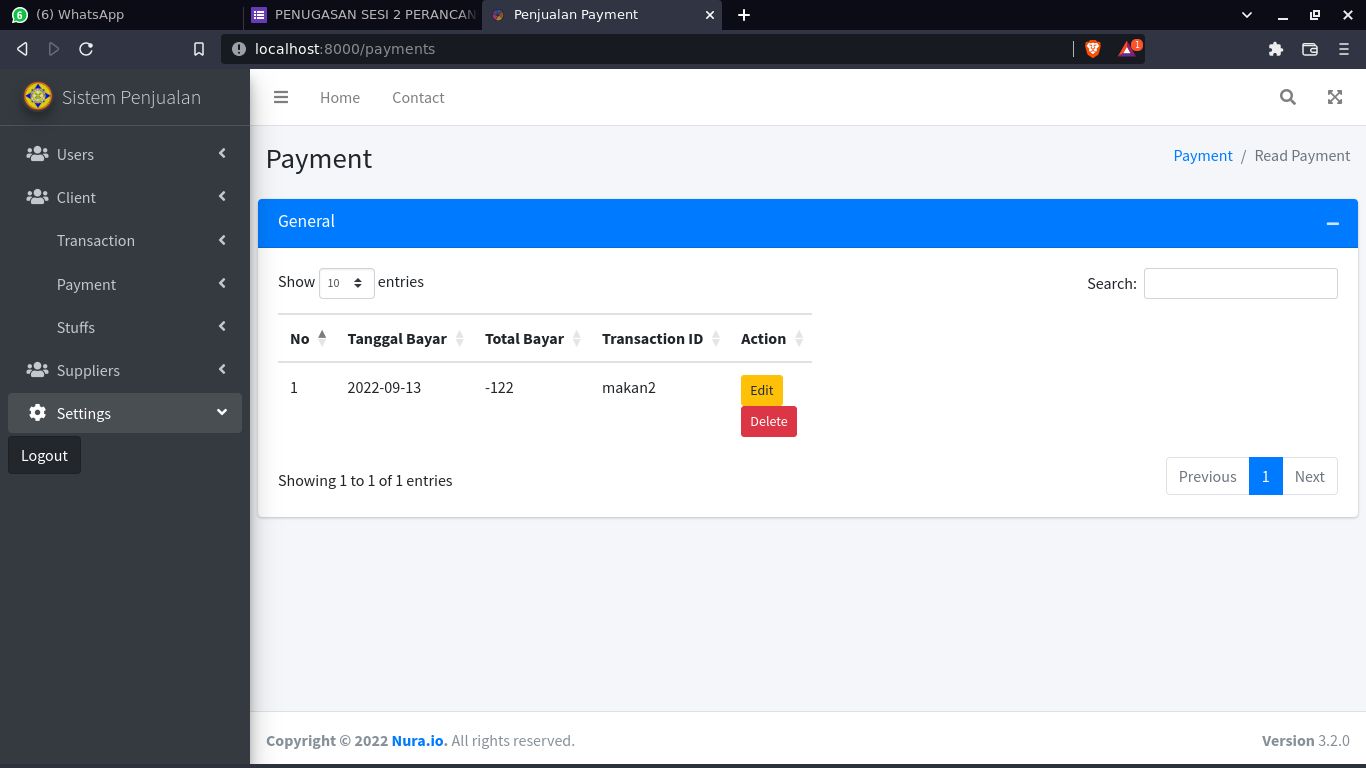 6 (6) WhatsApp
PENUGASAN SESI 2 PERANCAN
Penjualan Payment
localhost:8000/payments
1
Sistem Penjualan
Home
Contact
Users
Client
Transaction
Payment
Stuffs
Suppliers
Settings
Logout
Payment
Payment / Read Payment
General
Show 10 entries
Search:
No Tanggal Bayar Total Bayar Transaction ID Action
1 2022-09-13 -122 makan2 Edit
Delete
Showing 1 to 1 of 1 entries
Previous 1 Next
Copyright © 2022 Nura.io. All rights reserved.
Version 3.2.0